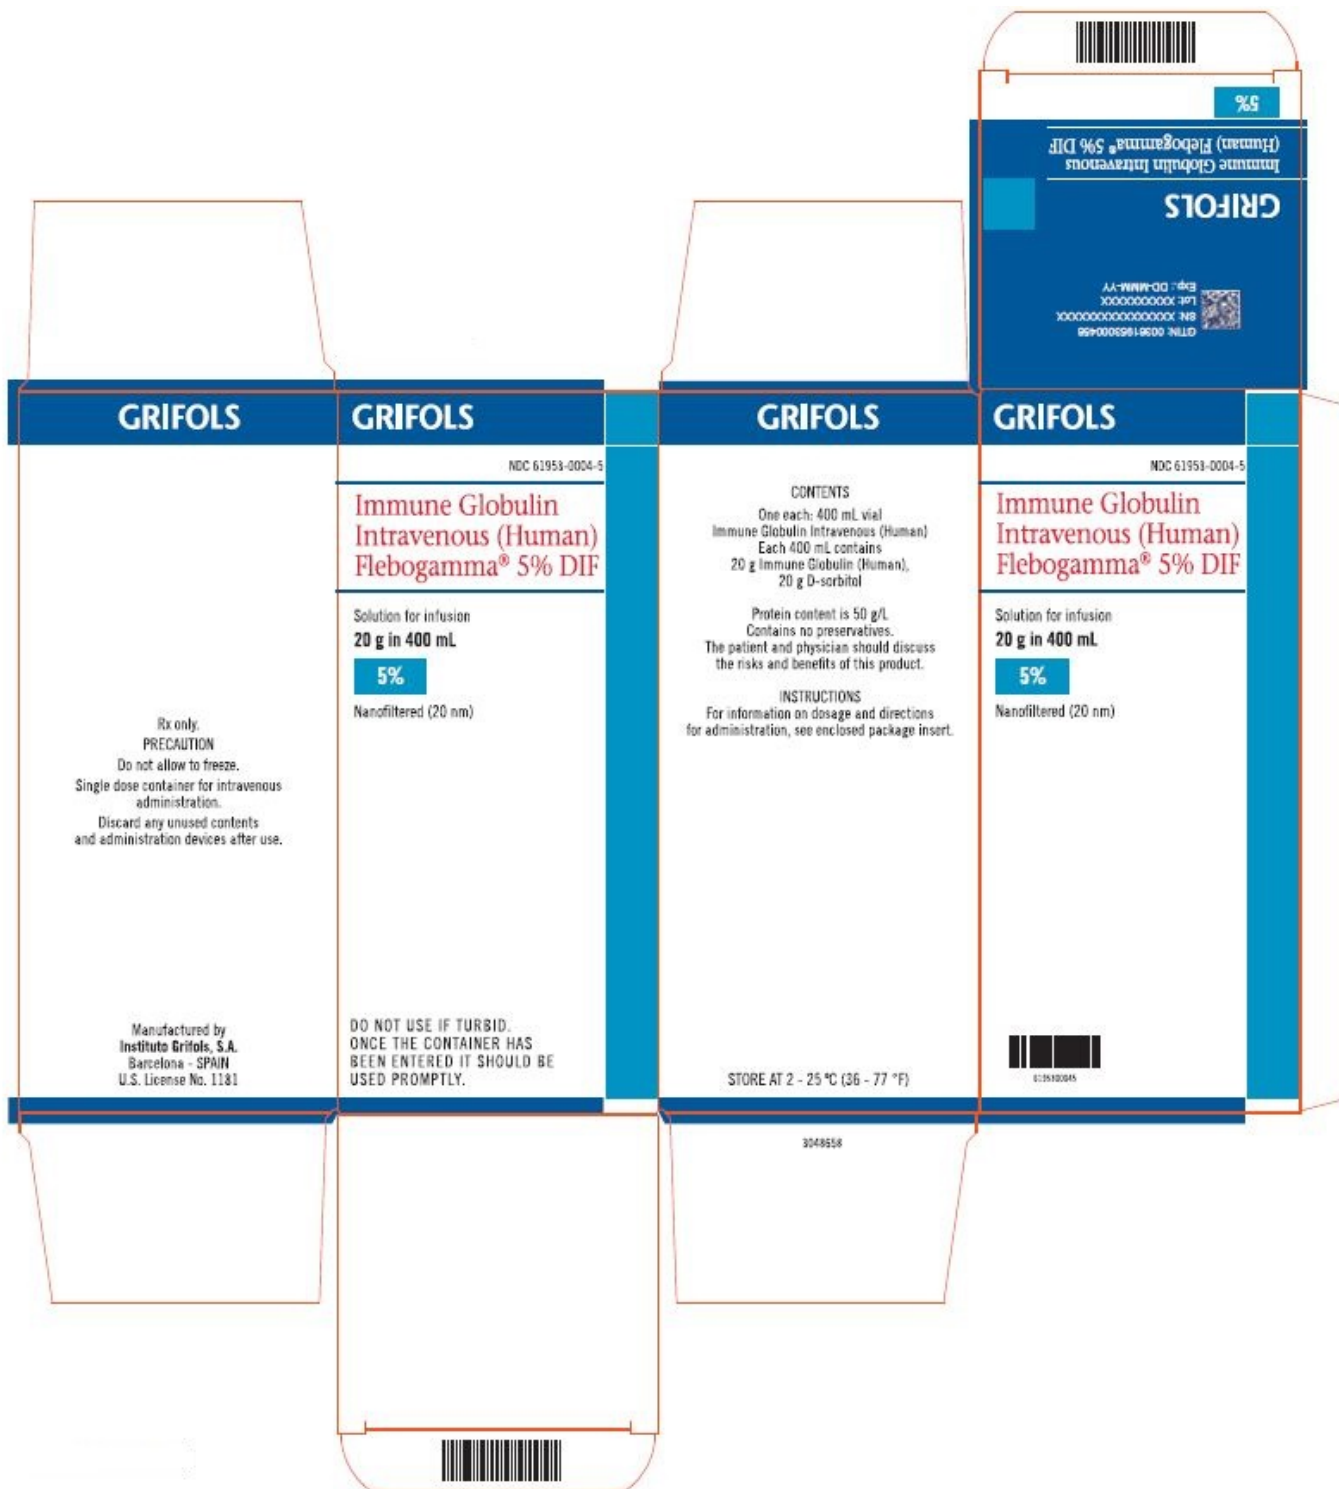 5%
Immune Globulin Intravenous
(Human) Flebogamma® 5% DIF
GRIFOLS
GTIN: 00361953000456
SN: XXXXXXXXXXXXXXXX
Lot: XXXXXXXXXX
Exp.: DD-MMM-YY
GRIFOLS
Rx only.
PRECAUTION
Do not allow to freeze.
Single dose container for intravenous
administration.
Discard any unused contents
and administration devices after use.
Manufactured by
Instituto Grifols, S.A.
Barcelona - SPAIN
U.S. License No. 1181
GRIFOLS
NDC 61953-0004-5
Immune Globulin
Intravenous (Human)
Flebogamma® 5% DIF
Solution for infusion
20 g in 400 mL
5%
Nanofiltered (20 nm)
DO NOT USE IF TURBID.
ONCE THE CONTAINER HAS
BEEN ENTERED IT SHOULD BE
USED PROMPTLY.
GRIFOLS
CONTENTS
One each: 400 mL vial
Immune Globulin Intravenous (Human)
Each 400 mL contains
20 g Immune Globulin (Human),
20 g D-sorbitol
Protein content is 50 g/L
Contains no preservatives.
The patient and physician should discuss
the risks and benefits of this product.
INSTRUCTIONS
For information on dosage and directions
for administration, see enclosed package insert.
STORE AT 2 - 25 ºC (36 - 77 °F)
3048658
GRIFOLS
NDC 61953-0004-5
Immune Globulin
Intravenous (Human)
Flebogamma® 5% DIF
Solution for infusion
20 g in 400 mL
5%
Nanofiltered (20 nm)
6195300045